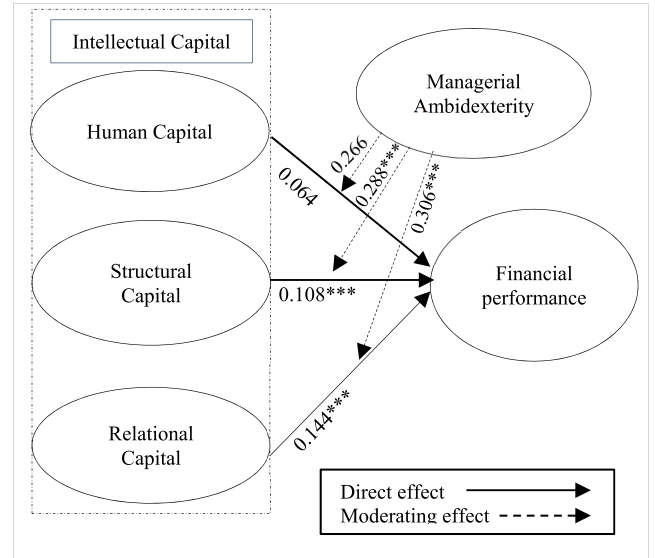 Intellectual Capital
Managerial
Ambidexterity
Human Capital
0.266
0.288***
0.306***
0.064
Structural
Capital
Financial
performance
0.108***
0.144***
Relational
Capital
Direct effect
Moderating effect